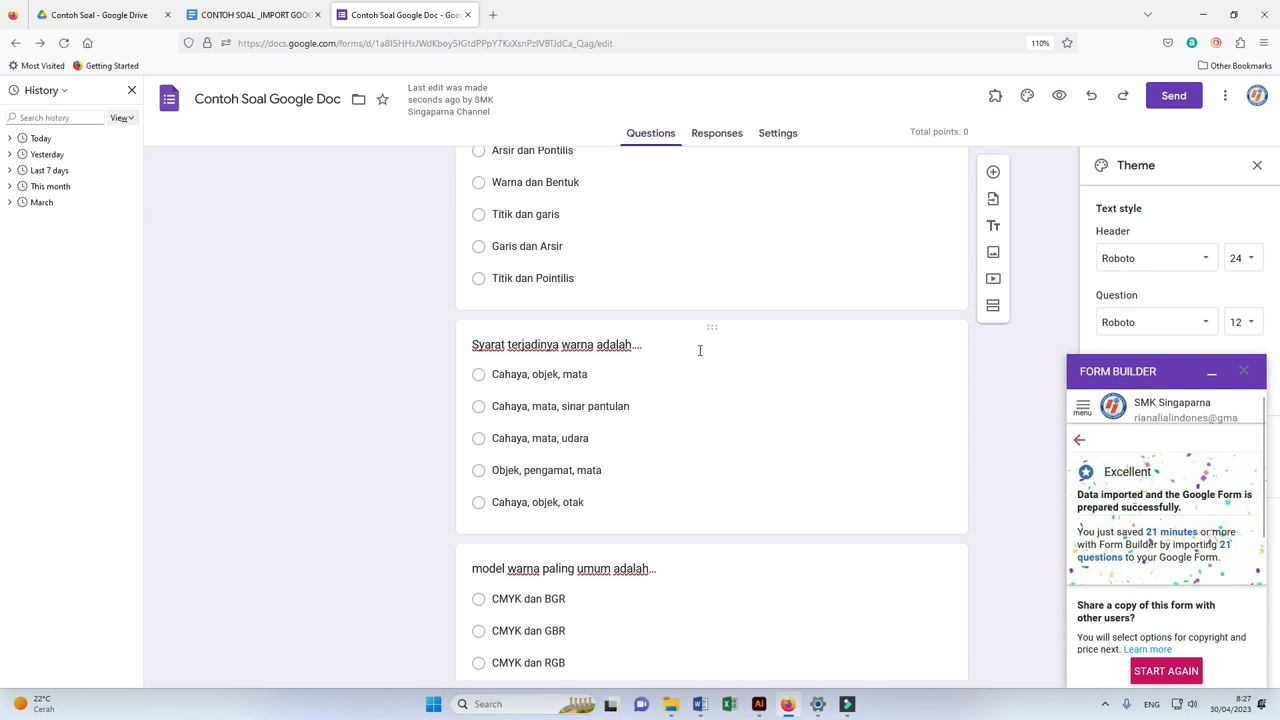 Contoh Soal - Google Drive
CONTOH SOAL _IMPORT GOOG
Contoh Soal Google Doc - Goo
https://docs.google.com/forms/d/1a8I5HHxJWdKboySIGtdPPpY7KxXsnPzIVBTJdCa_Qag/edit
110%
Most Visited
Getting Started
Other Bookmarks
History
Search history
View
Today
Yesterday
Last 7 days
This month
March
Contoh Soal Google Doc
Last edit was made
seconds ago by SMK
Singaparna Channel
Send
Questions
Responses
Settings
Total points: 0
Arsir dan Pontilis
Warna dan Bentuk
Titik dan garis
Garis dan Arsir
Titik dan Pointilis
Syarat terjadinya warna adalah....
Cahaya, objek, mata
Cahaya, mata, sinar pantulan
Cahaya, mata, udara
Objek, pengamat, mata
Cahaya, objek, otak
model warna paling umum adalah...
CMYK dan BGR
CMYK dan GBR
CMYK dan RGB
Tt
Theme
Text style
Header
Roboto
24
Question
Roboto
12
FORM BUILDER
menu
SMK Singaparna
rianalialindones@gma
Excellent
Data imported and the Google Form is
prepared successfully.
You just saved 21 minutes or more
with Form Builder by importing 21
questions to your Google Form.
Share a copy of this form with
other users?
You will select options for copyright and
price next. Learn more
START AGAIN
22°C
Cerah
Search
ENG
8:27
30/04/2023